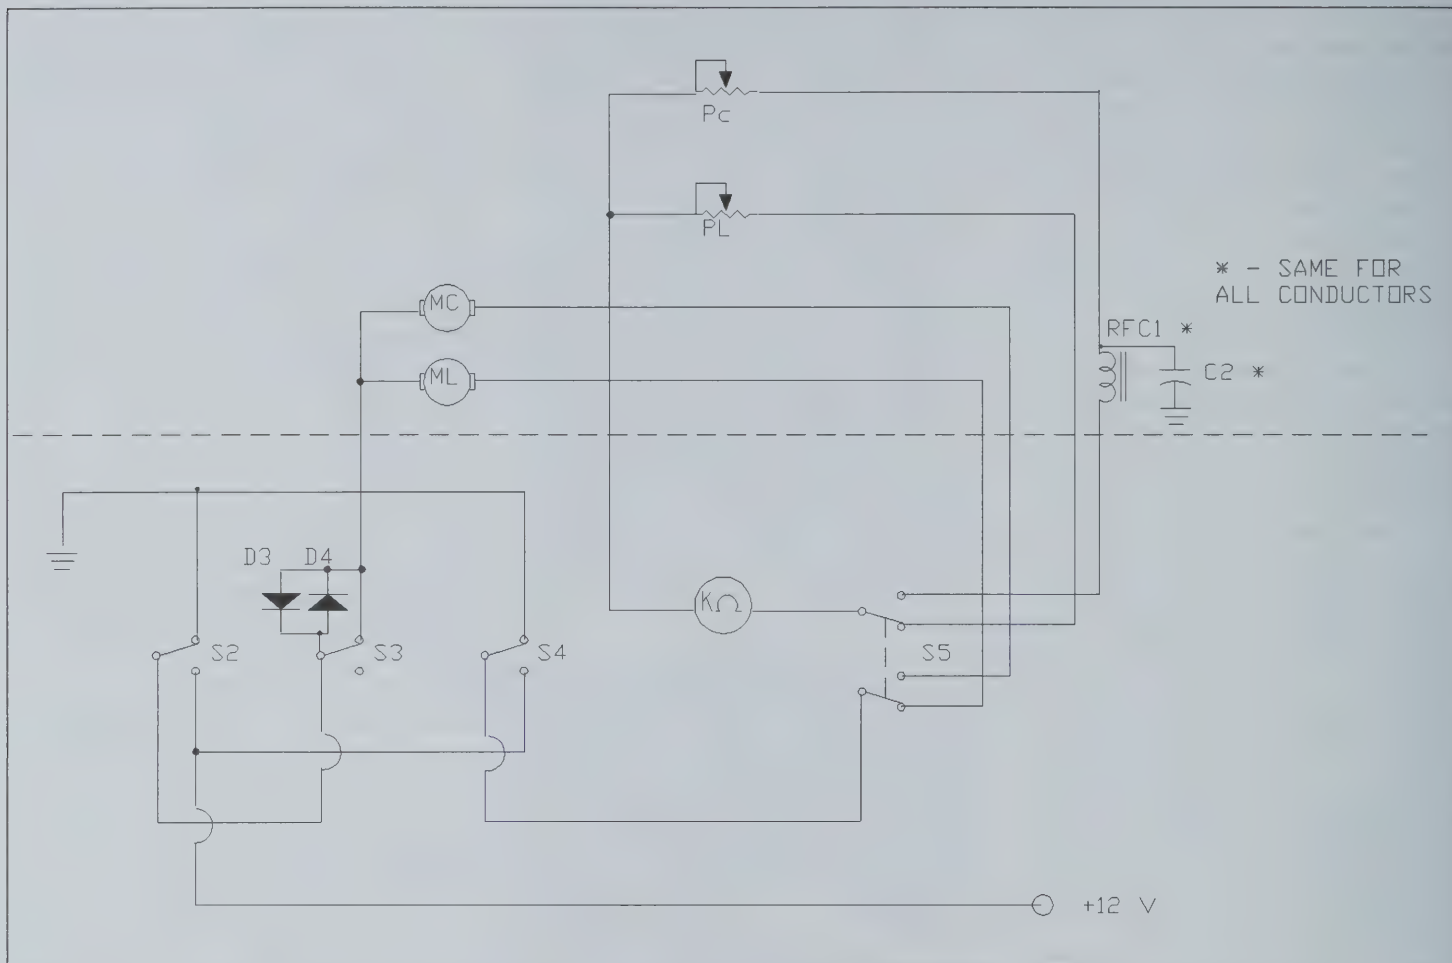 Pc
PL
* - SAME FOR
ALL CONDUCTORS
MC
RFC1 *
ML
C2 *
D3 D4
KΩ
S2
S3
S4
S5
+12 V